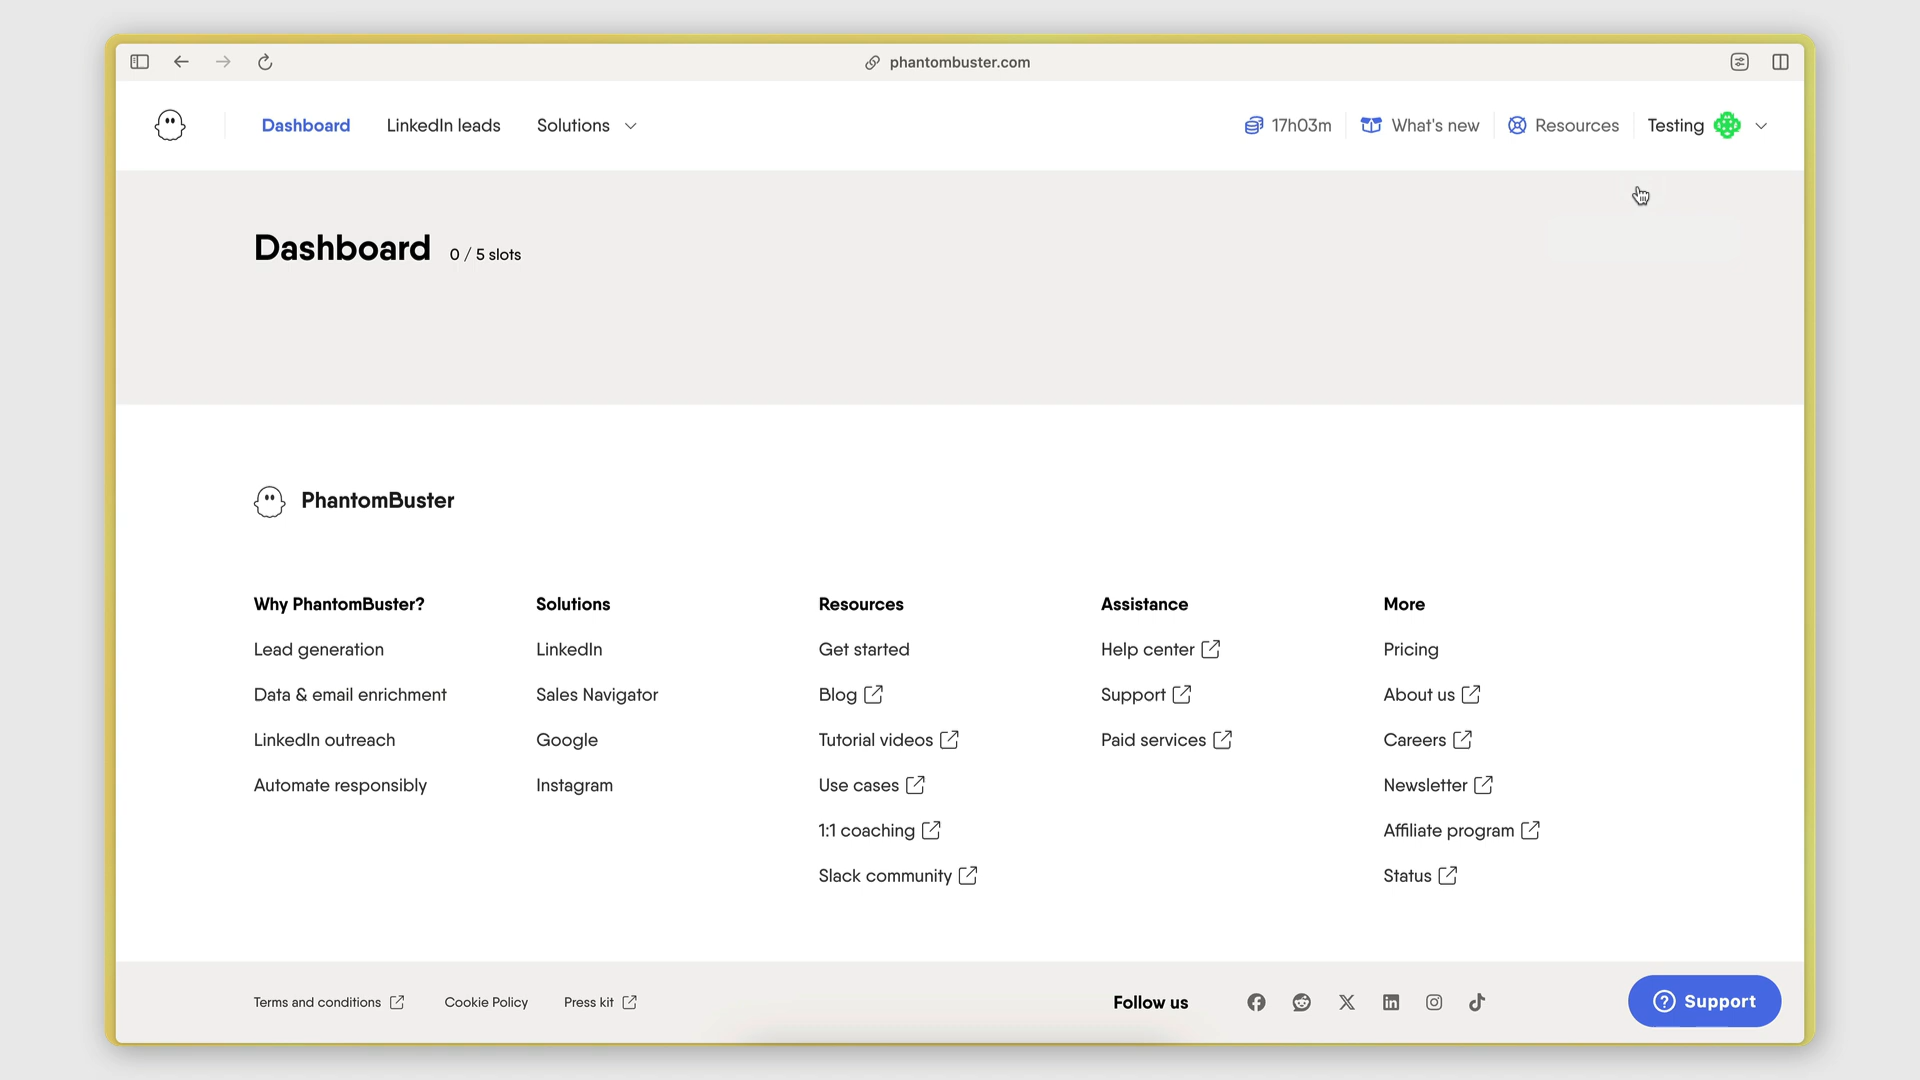 phantombuster.com
Dashboard
LinkedIn leads
Solutions
17h03m
What's new
Resources
Testing
Dashboard
0 / 5 slots
PhantomBuster
Why PhantomBuster?
Lead generation
Data & email enrichment
LinkedIn outreach
Automate responsibly
Solutions
LinkedIn
Sales Navigator
Google
Instagram
Resources
Get started
Blog
Tutorial videos
Use cases
1:1 coaching
Slack community
Assistance
Help center
Support
Paid services
More
Pricing
About us
Careers
Newsletter
Affiliate program
Status
Terms and conditions
Cookie Policy
Press kit
Follow us
Support